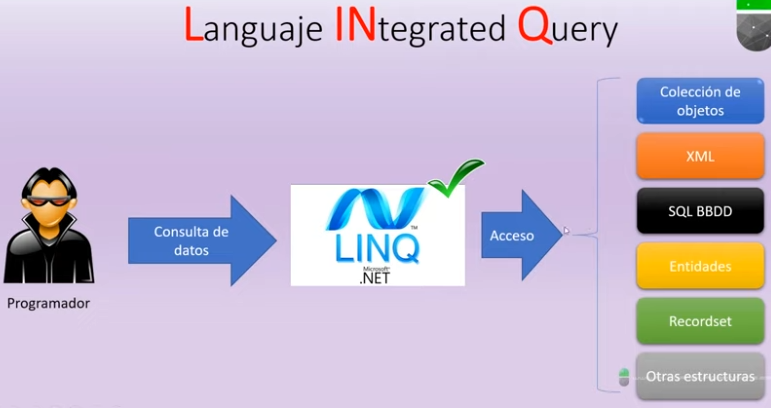 Languaje INtegrated Query
Colección de
objetos
XML
SQL BBDD
Entidades
Recordset
Otras estructuras
Consulta de
datos
LINQ
TM
Microsoft®
.NET
Acceso
Programador